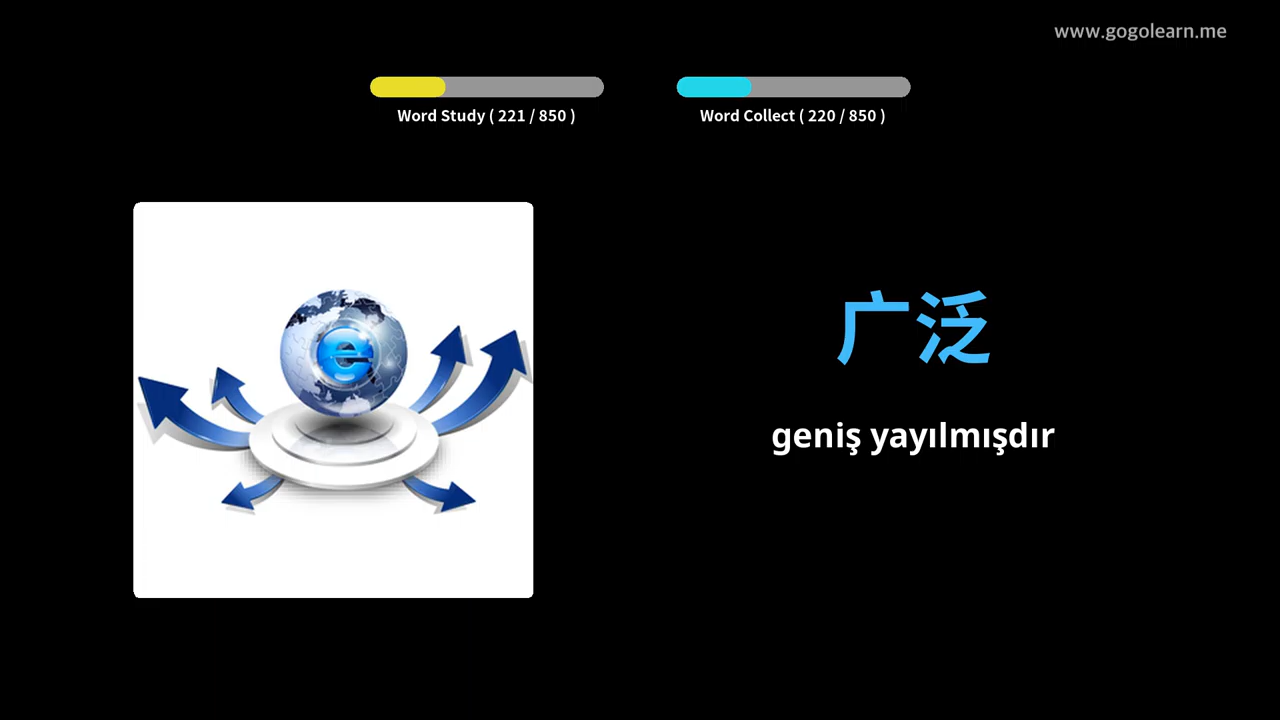 www.gogolearn.me
Word Study ( 221 / 850 )
Word Collect ( 220 / 850 )
e
广泛
geniş yayılmışdır